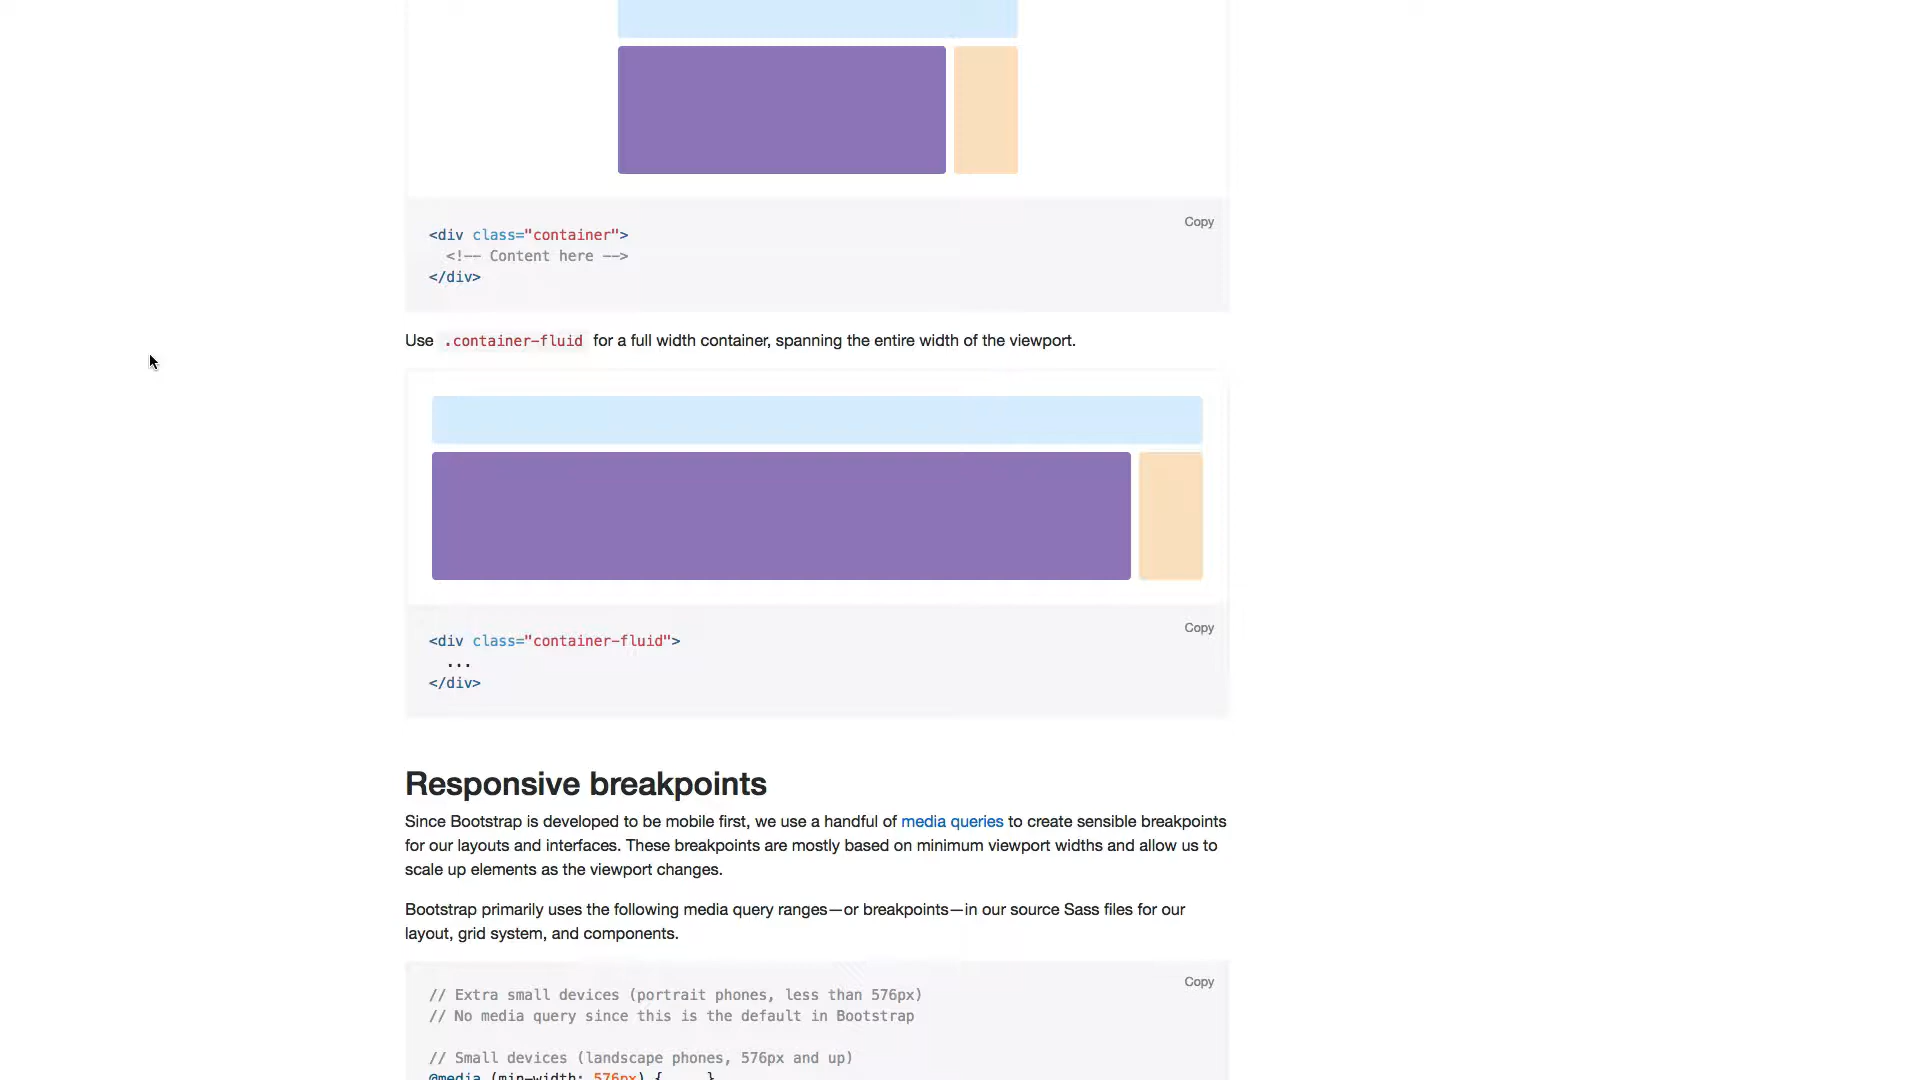 Copy
<div class="container">
<!-- Content here -->
</div>
Use .container-fluid for a full width container, spanning the entire width of the viewport.
Copy
<div class="container-fluid">
...
</div>
Responsive breakpoints
Since Bootstrap is developed to be mobile first, we use a handful of media queries to create sensible breakpoints
for our layouts and interfaces. These breakpoints are mostly based on minimum viewport widths and allow us to
scale up elements as the viewport changes.
Bootstrap primarily uses the following media query ranges—or breakpoints—in our source Sass files for our
layout, grid system, and components.
Copy
// Extra small devices (portrait phones, less than 576px)
// No media query since this is the default in Bootstrap
// Small devices (landscape phones, 576px and up)
@media (min-width: 576px) { ... }